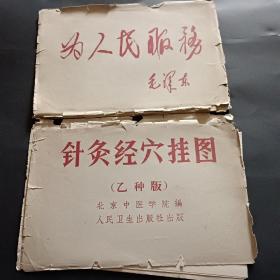 为人民服務
毛泽东
针灸经穴挂图
(乙种版)
北京中医学院编
人民卫生出版社出版